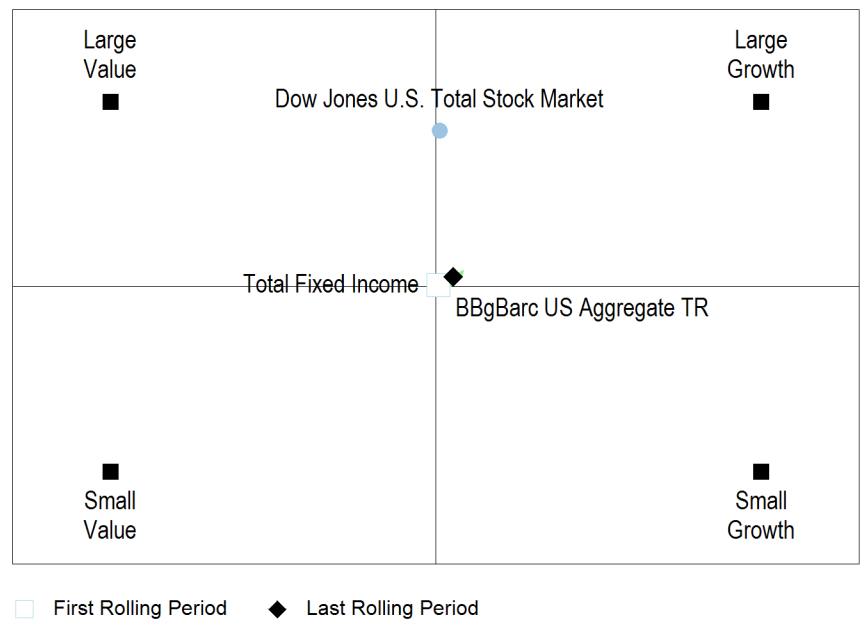 Large
Value
Large
Growth
Dow Jones U.S. Total Stock Market
Total Fixed Income
BBgBarc US Aggregate TR
Small
Value
Small
Growth
First Rolling Period
Last Rolling Period